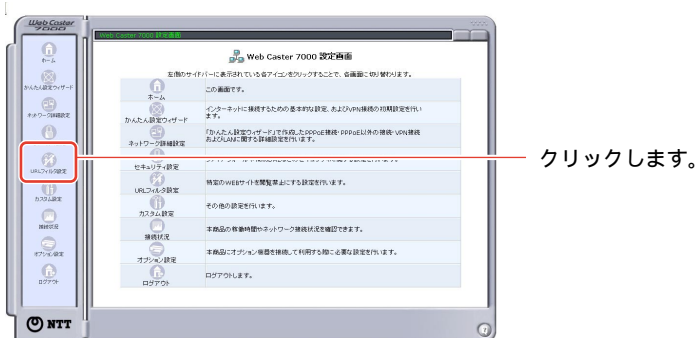 Web Caster
7000
Web Caster 7000 設定画面
Web Caster 7000 設定画面
左側のサイドバーに表示されている各アイコンをクリックすることで、各画面に切り替わります。
ホーム
この画面です。
かんたん設定ウィザード
インターネットに接続するための基本的な設定、およびVPN接続の初期設定を行い
ます。
ネットワーク詳細設定
「かんたん設定ウィザード」で作成したPPPoE接続・PPPoE以外の接続・VPN接続
およびLANに関する詳細設定を行います。
セキュリティ設定
URLフィルタ設定
特定のWEBサイトを閲覧禁止にする設定を行います。
カスタム設定
その他の設定を行います。
接続状況
本商品の稼働時間やネットワーク接続状況を確認できます。
オプション設定
本商品にオプション機器を接続して利用する際に必要な設定を行います。
ログアウト
ログアウトします。
ホーム
かんたん設定ウィザード
ネットワーク詳細設定
URLフィルタ設定
カスタム設定
接続状況
オプション設定
ログアウト
NTT
クリックします。